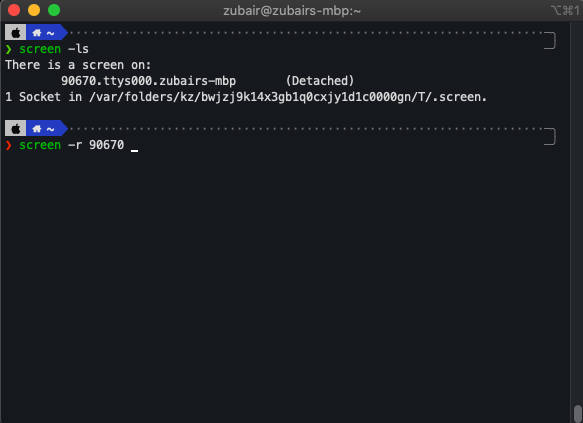 zubair@zubairs-mbp:~ ⌥⌘1
~
❯ screen -ls
There is a screen on:
90670.ttys000.zubairs-mbp (Detached)
1 Socket in /var/folders/kz/bwjzj9k14x3gb1q0cxjy1d1c0000gn/T/.screen.
~
❯ screen -r 90670 _